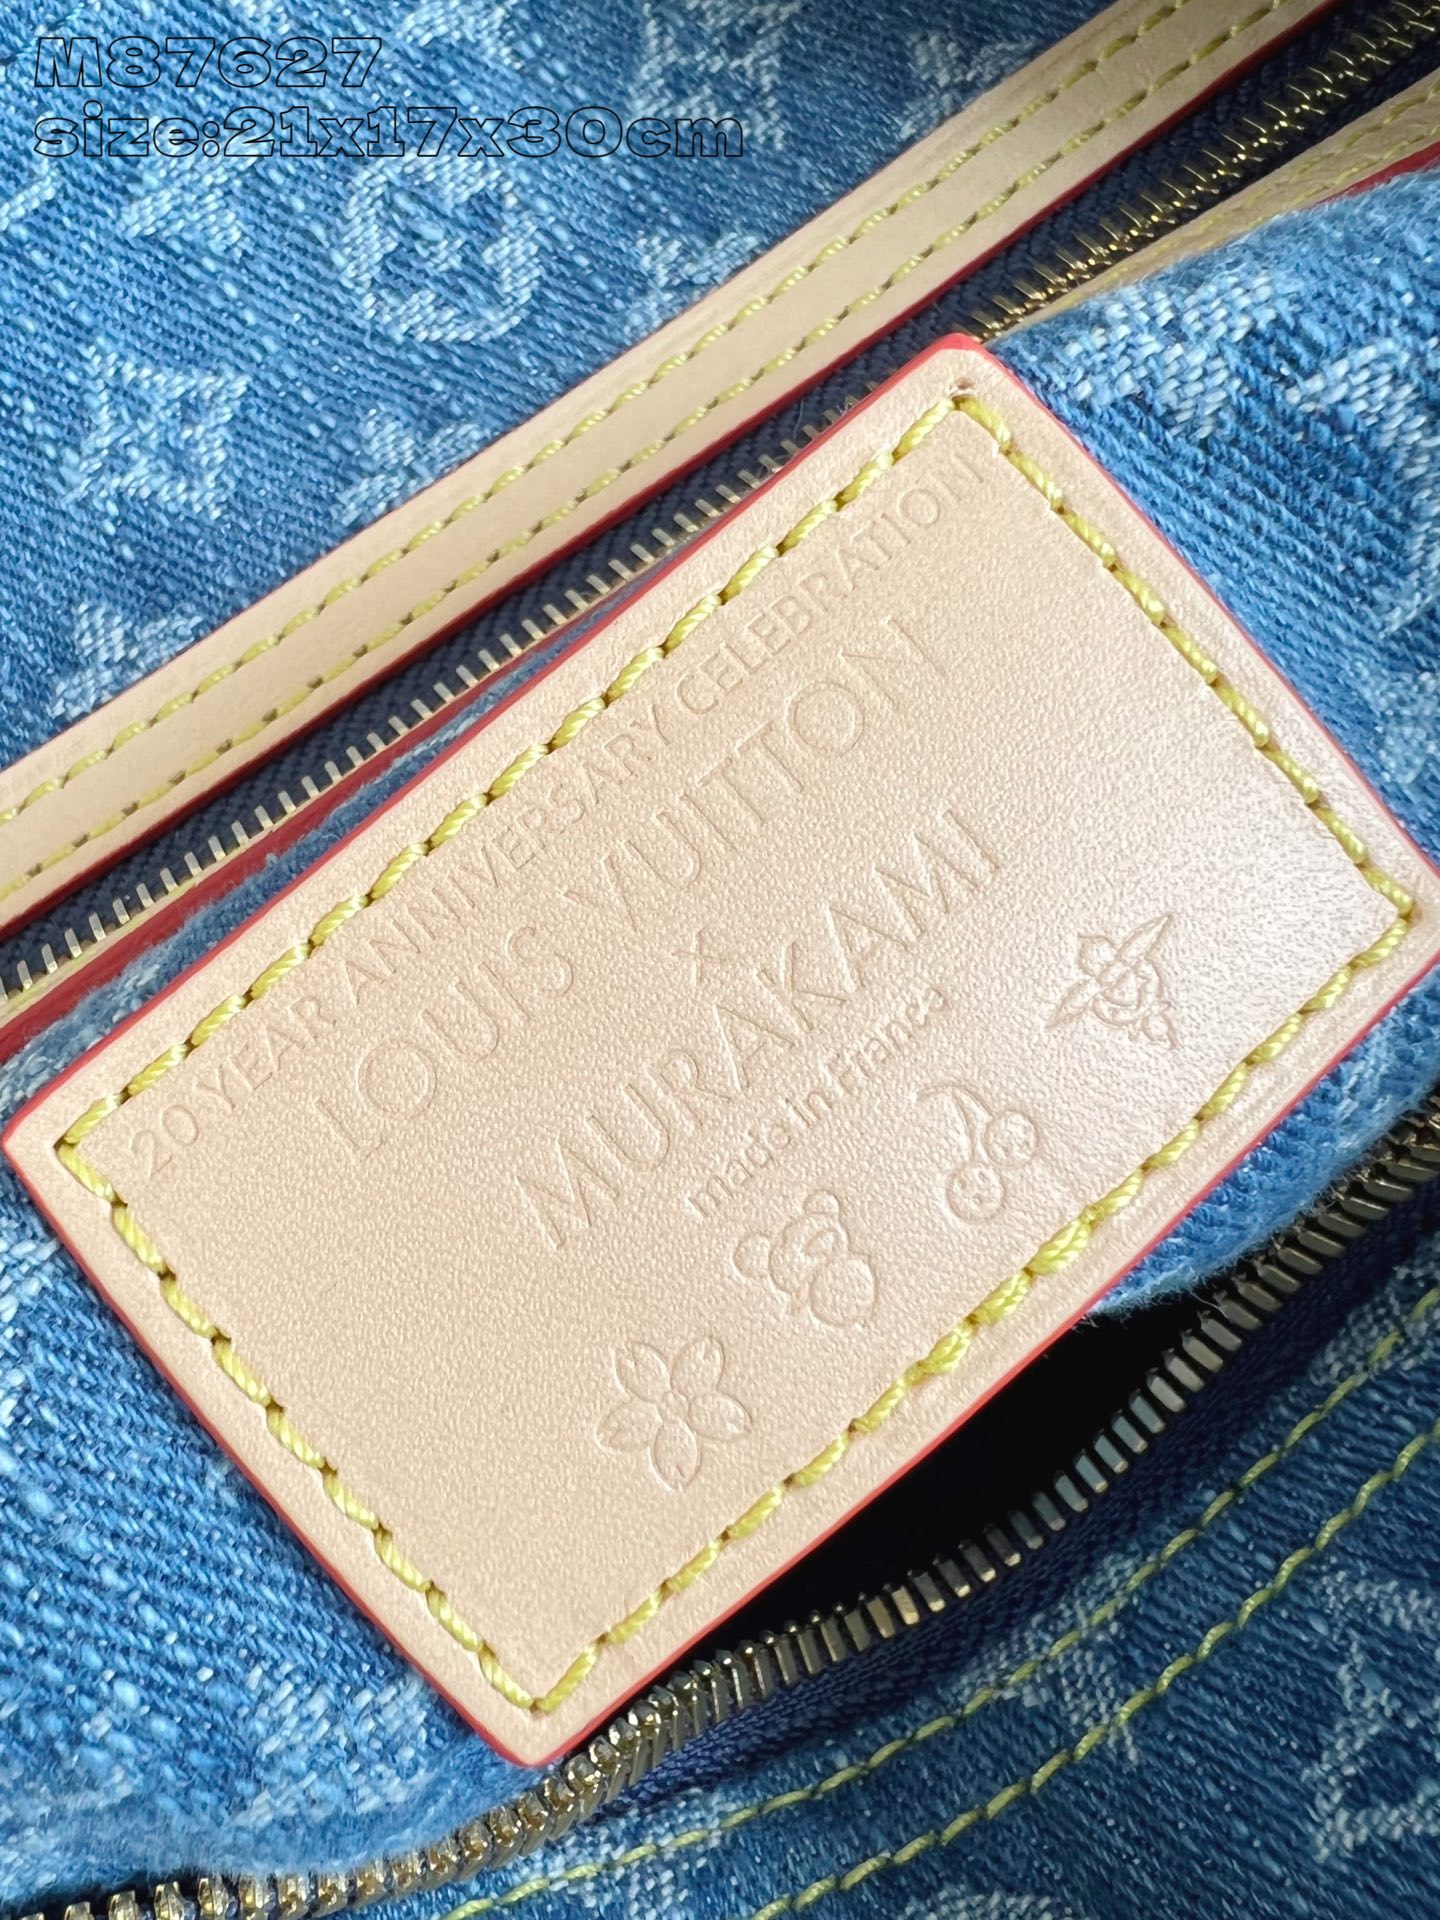 M87627
size:21x17x30cm
20 YEAR ANNIVERSARY CELEBRATION
LOUIS VUITTON
×
MURAKAMI
made in France